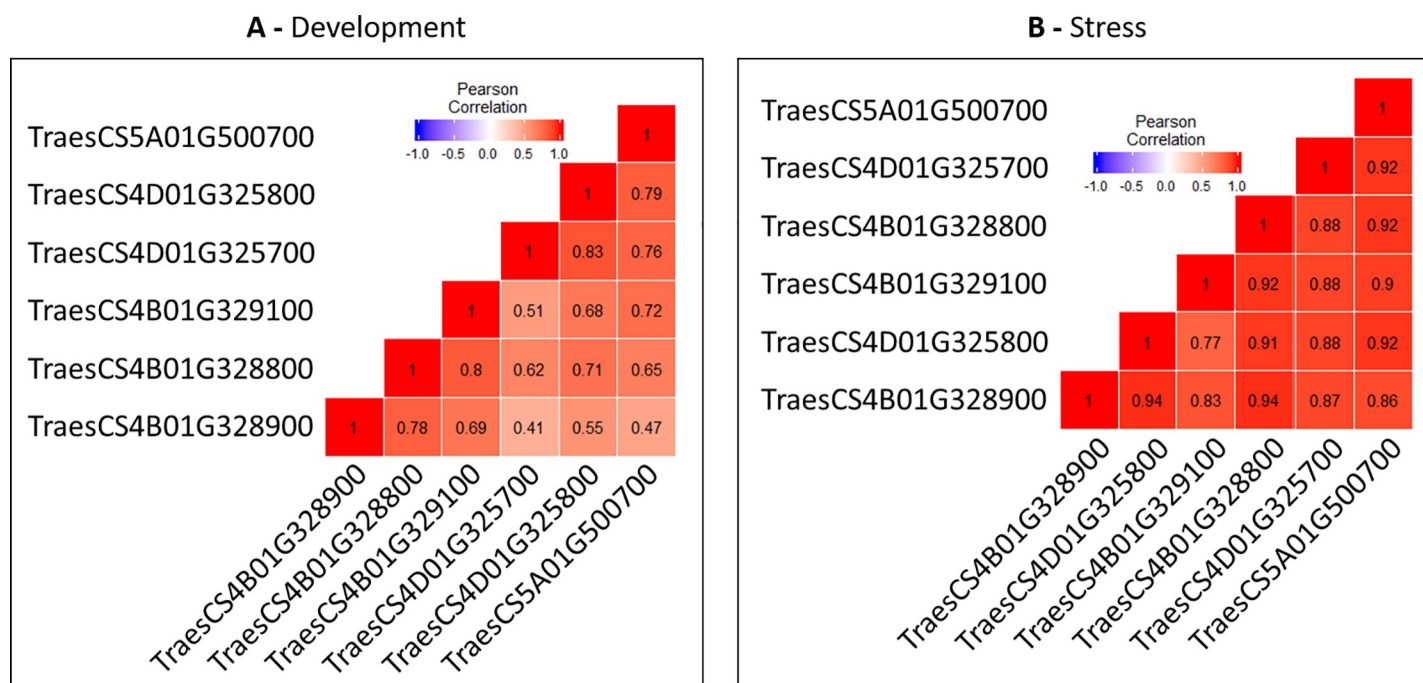 A - Development
Pearson
Correlation
-1.0 -0.5 0.0 0.5 1.0
TraesCS5A01G500700 1
TraesCS4D01G325800 1 0.79
TraesCS4D01G325700 1 0.83 0.76
TraesCS4B01G329100 1 0.51 0.68 0.72
TraesCS4B01G328800 1 0.8 0.62 0.71 0.65
TraesCS4B01G328900 1 0.78 0.69 0.41 0.55 0.47
TraesCS4B01G328900
TraesCS4B01G328800
TraesCS4B01G329100
TraesCS4D01G325700
TraesCS4D01G325800
TraesCS5A01G500700
B - Stress
Pearson
Correlation
-1.0 -0.5 0.0 0.5 1.0
TraesCS5A01G500700 1
TraesCS4D01G325700 1 0.92
TraesCS4B01G328800 1 0.88 0.92
TraesCS4B01G329100 1 0.92 0.88 0.9
TraesCS4D01G325800 1 0.77 0.91 0.88 0.92
TraesCS4B01G328900 1 0.94 0.83 0.94 0.87 0.86
TraesCS4B01G328900
TraesCS4D01G325800
TraesCS4B01G329100
TraesCS4B01G328800
TraesCS4D01G325700
TraesCS5A01G500700